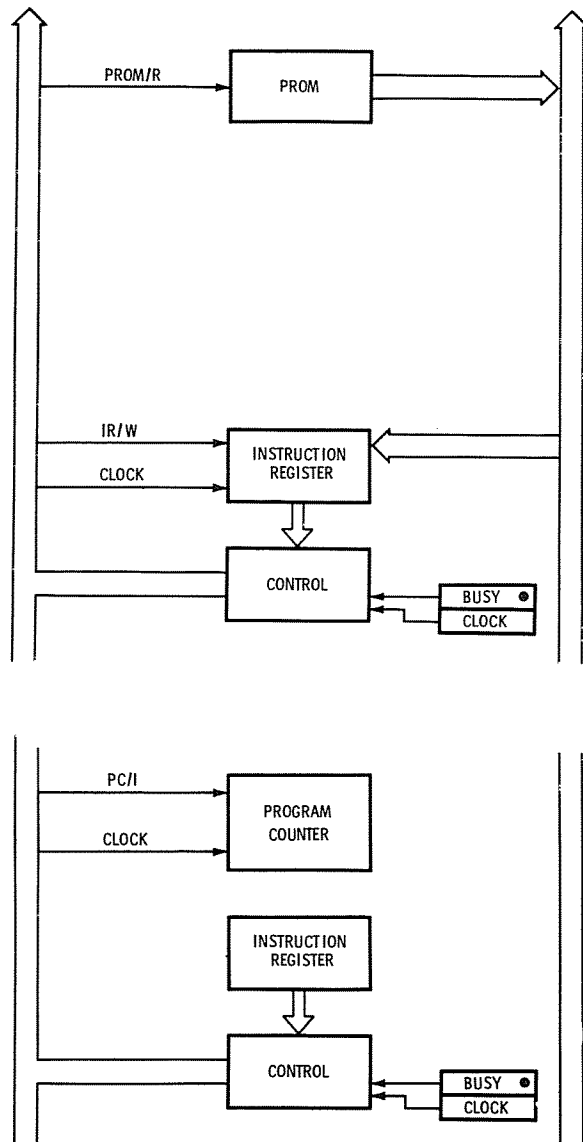 PROM/R
PROM
IR/W
INSTRUCTION
REGISTER
CLOCK
CONTROL
BUSY
CLOCK
PC/I
PROGRAM
COUNTER
CLOCK
INSTRUCTION
REGISTER
CONTROL
BUSY
CLOCK